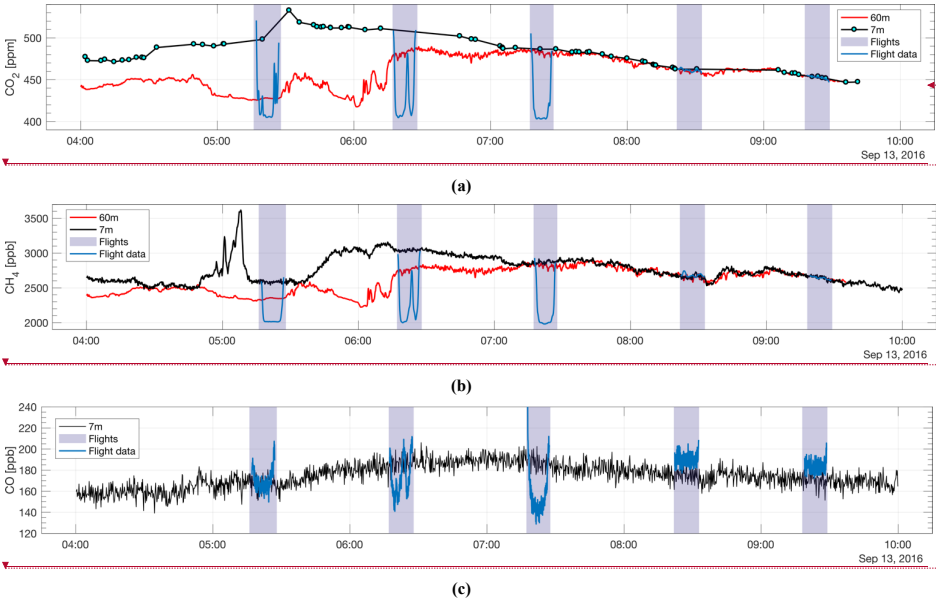 60m
7m
Flights
Flight data
CO2 [ppm]
500
450
400
04:00 05:00 06:00 07:00 08:00 09:00 10:00
Sep 13, 2016
(a)
60m
7m
Flights
Flight data
CH4 [ppb]
3500
3000
2500
2000
04:00 05:00 06:00 07:00 08:00 09:00 10:00
Sep 13, 2016
(b)
7m
Flights
Flight data
CO [ppb]
240
220
200
180
160
140
120
04:00 05:00 06:00 07:00 08:00 09:00 10:00
Sep 13, 2016
(c)